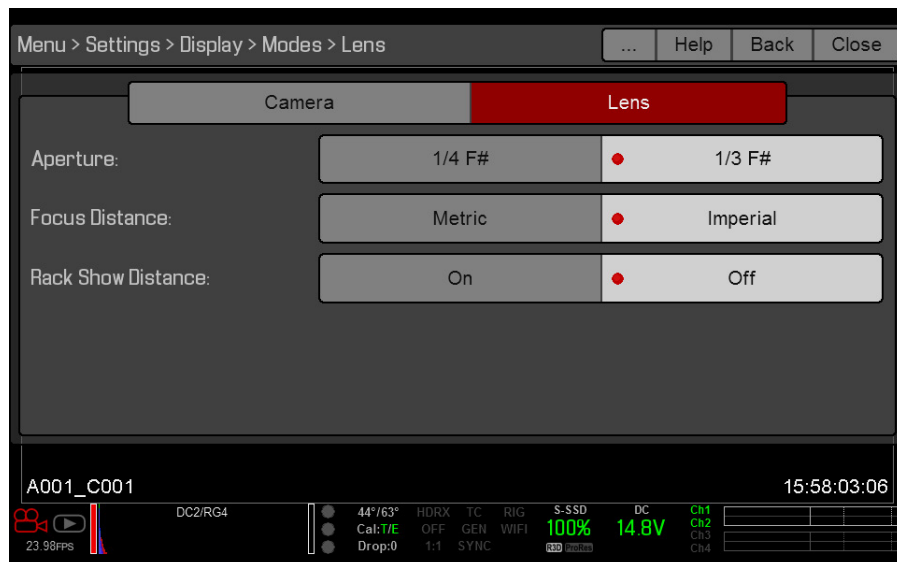 Menu > Settings > Display > Modes > Lens ... Help Back Close
Camera Lens
Aperture: 1/4 F# 1/3 F#
Focus Distance: Metric Imperial
Rack Show Distance: On Off
A001_C001 15:58:03:06
DC2/RG4 44°/63° HDRX TC RIG S-SSD DC Ch1
Cal:T/E OFF GEN WIFI 100% 14.8V Ch2
23.98FPS Drop:0 1:1 SYNC R3D ProRes Ch3
Ch4